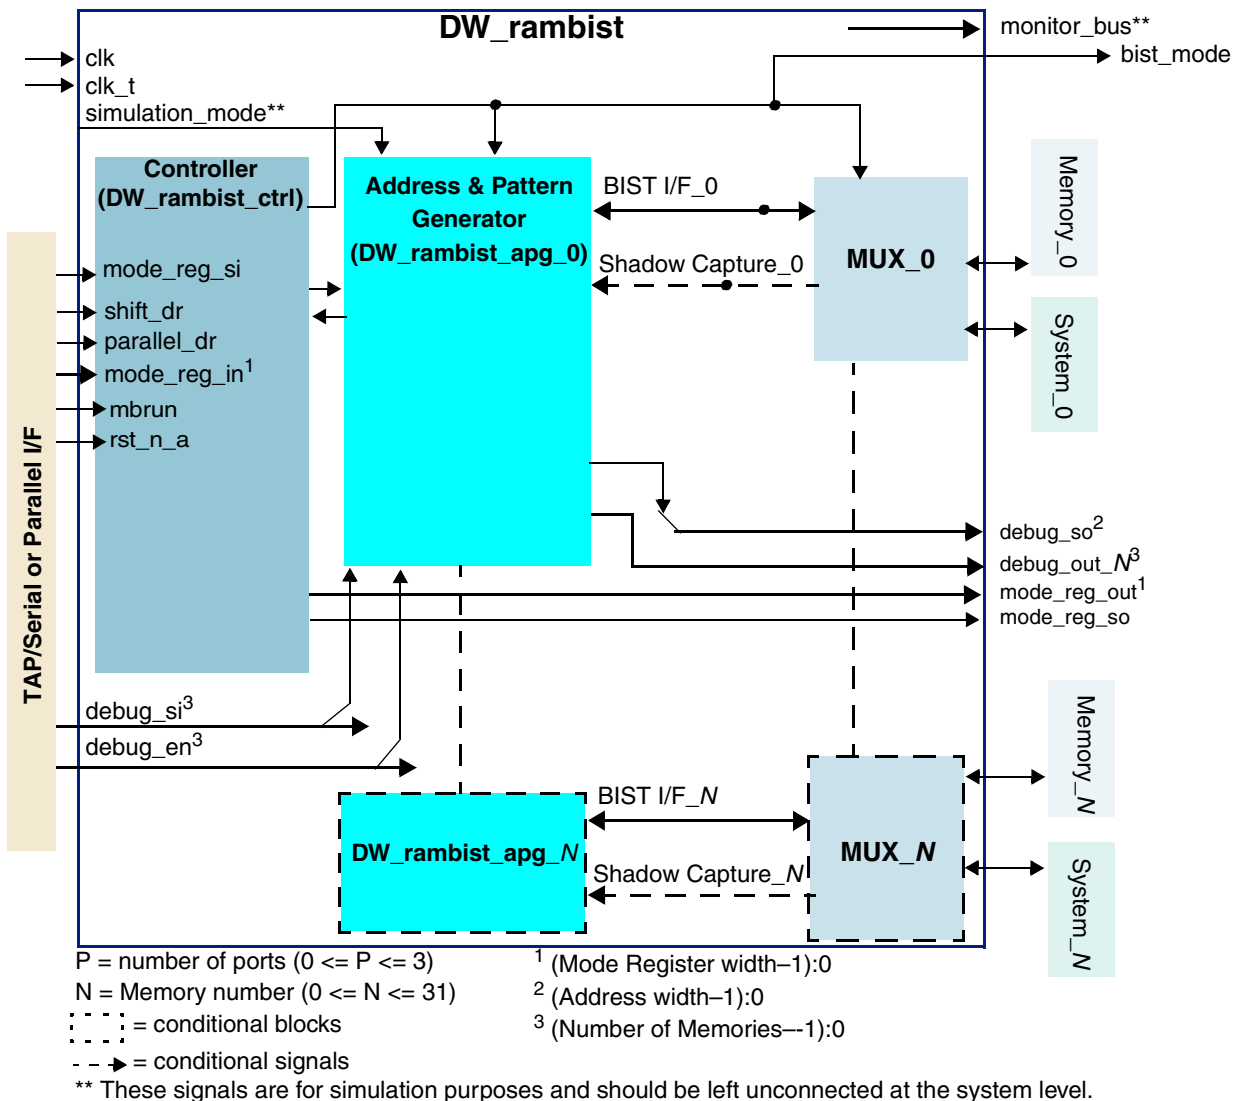 DW_rambist
monitor_bus**
bist_mode
clk
clk_t
simulation_mode**
Controller
(DW_rambist_ctrl)
Address & Pattern
Generator
(DW_rambist_apg_0)
BIST I/F_0
Shadow Capture_0
MUX_0
Memory_0
System_0
TAP/Serial or Parallel I/F
mode_reg_si
shift_dr
parallel_dr
mode_reg_in1
mbrun
rst_n_a
debug_so2
debug_out_N3
mode_reg_out1
mode_reg_so
debug_si3
debug_en3
DW_rambist_apg_N
BIST I/F_N
Shadow Capture_N
MUX_N
Memory_N
System_N
P = number of ports (0 <= P <= 3)
N = Memory number (0 <= N <= 31)
= conditional blocks
= conditional signals
1 (Mode Register width–1):0
2 (Address width–1):0
3 (Number of Memories–-1):0
** These signals are for simulation purposes and should be left unconnected at the system level.